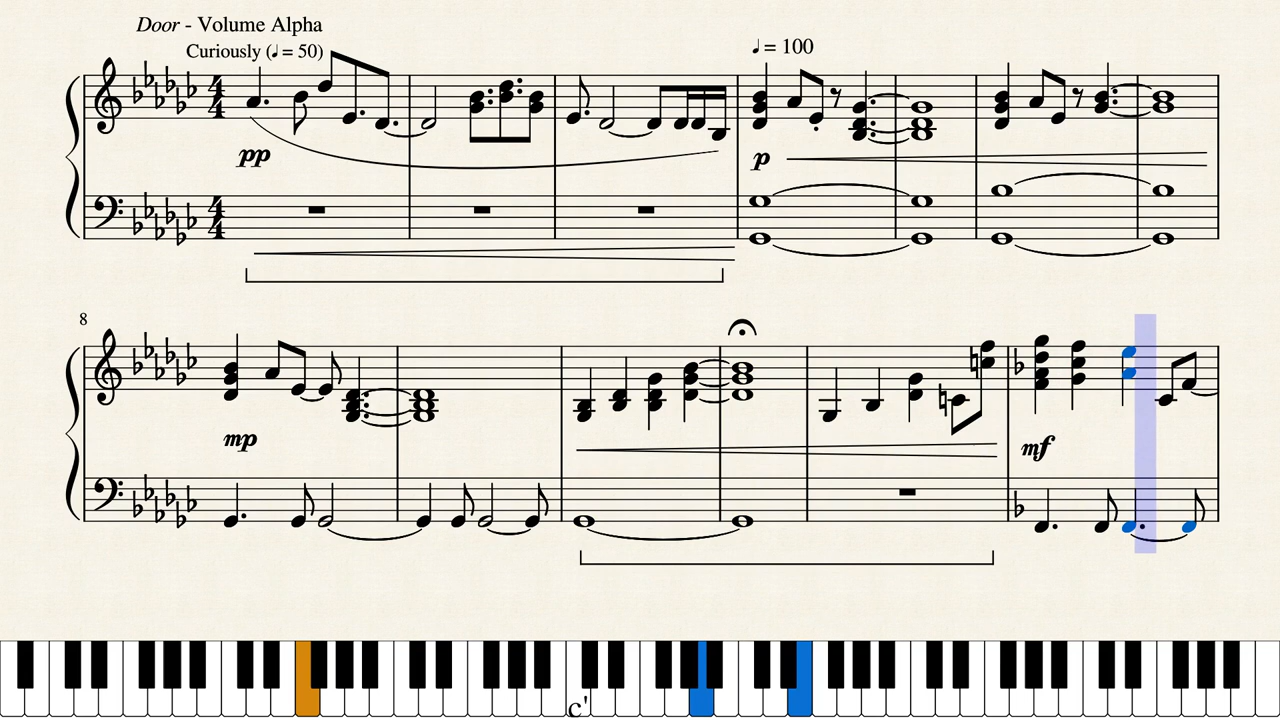 Door - Volume Alpha
Curiously (♩ = 50)
♩ = 100
pp
p
8
mp
mf
c'